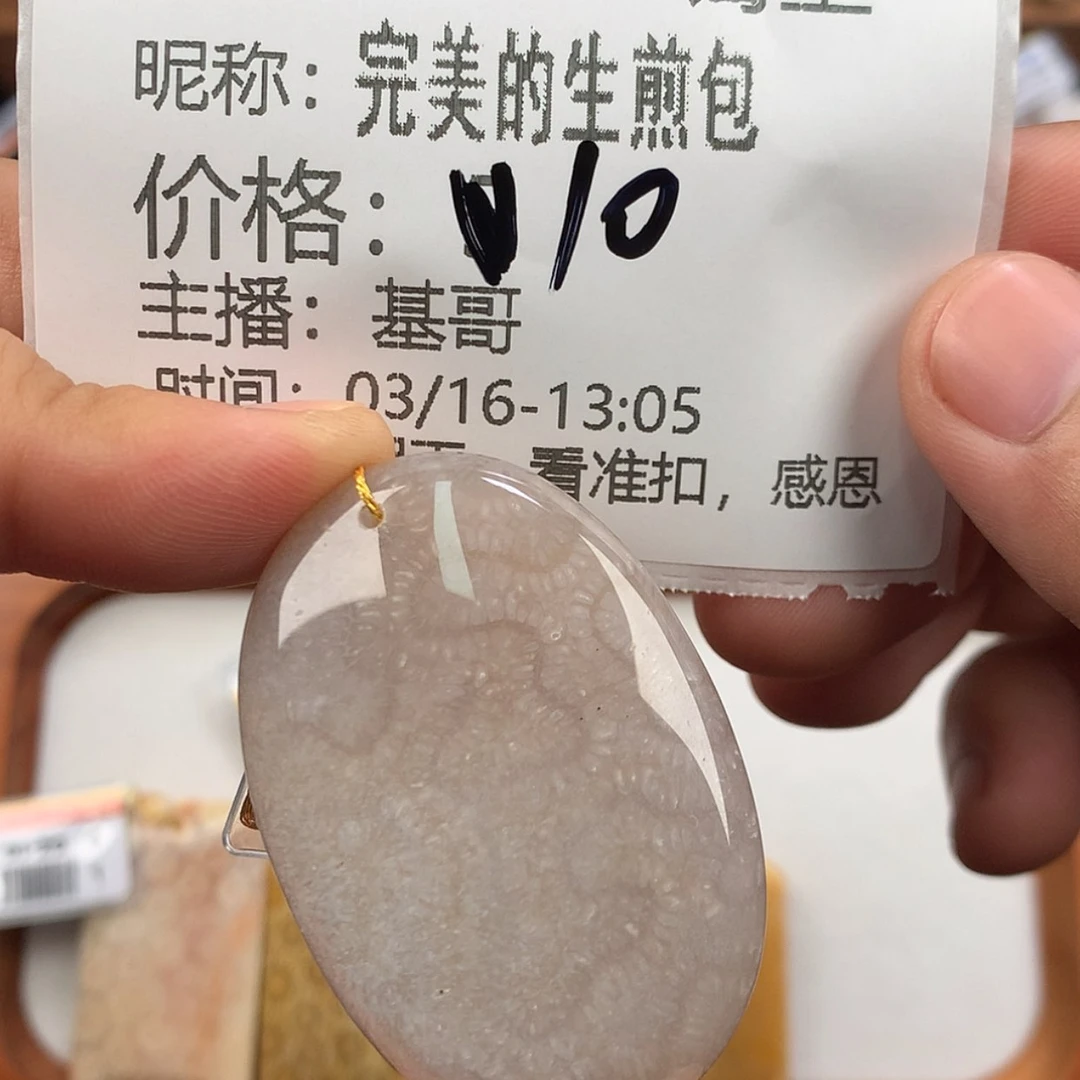 昵称：完美的生煎包
价格：10
主播：基哥
时间：03/16-13:05
看准扣，感恩